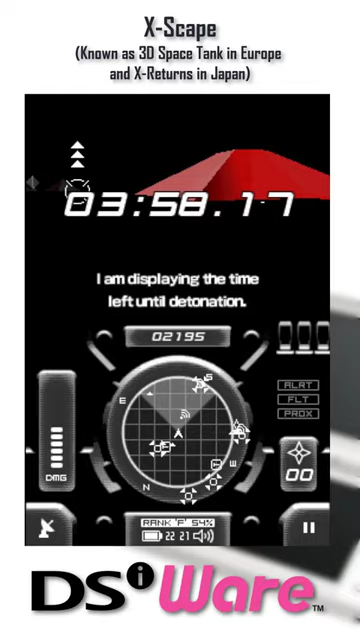 X-Scape
(Known as 3D Space Tank in Europe
and X-Returns in Japan)
03:58.17
I am displaying the time
left until detonation.
02195
ALRT
FLT
PROX
S
E
W
N
T
E
DMG
00
RANK 'F' 54%
22 21
DSiWare™